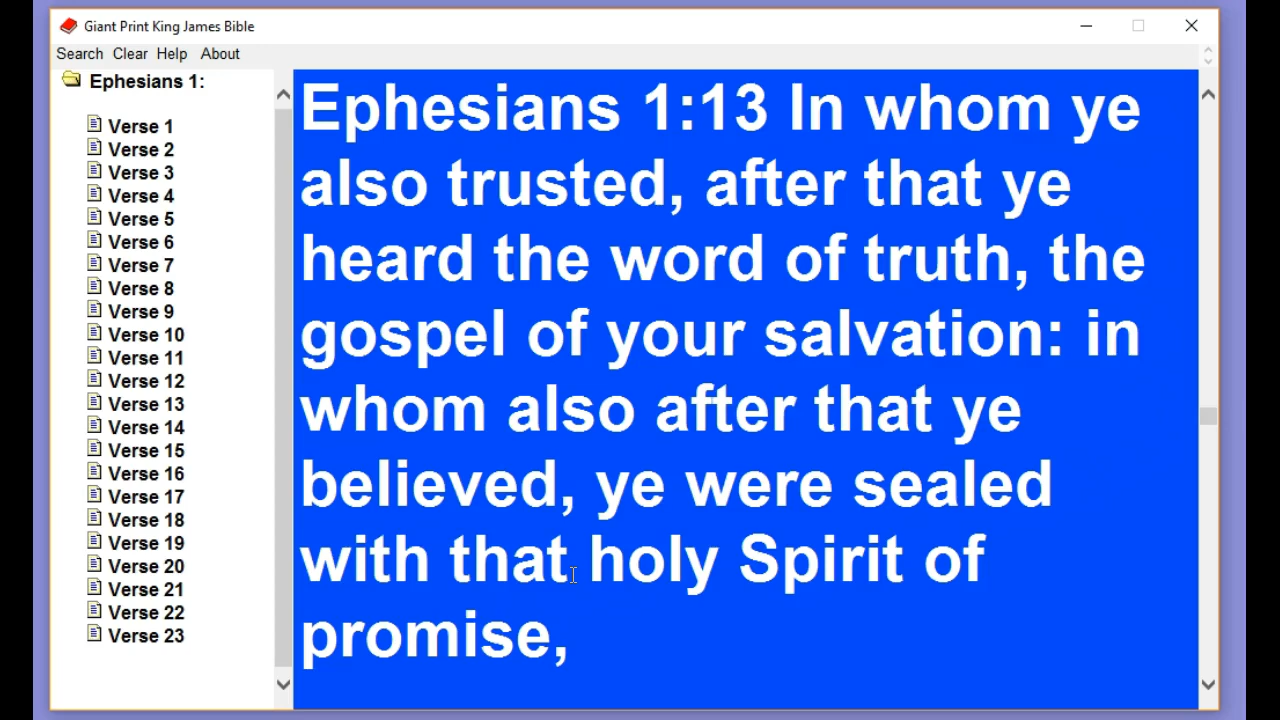 Giant Print King James Bible
Search Clear Help About
Ephesians 1:
Verse 1
Verse 2
Verse 3
Verse 4
Verse 5
Verse 6
Verse 7
Verse 8
Verse 9
Verse 10
Verse 11
Verse 12
Verse 13
Verse 14
Verse 15
Verse 16
Verse 17
Verse 18
Verse 19
Verse 20
Verse 21
Verse 22
Verse 23
Ephesians 1:13 In whom ye
also trusted, after that ye
heard the word of truth, the
gospel of your salvation: in
whom also after that ye
believed, ye were sealed
with that holy Spirit of
promise,